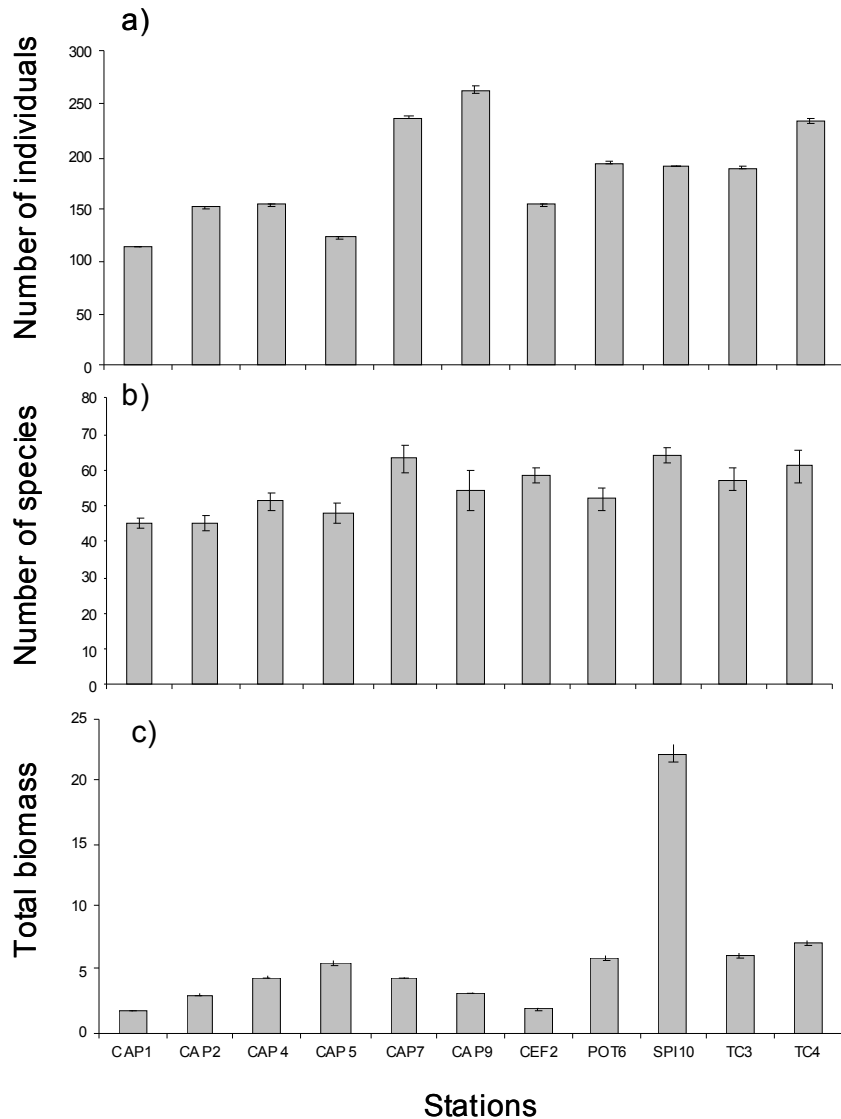 a)
Number of individuals
300
250
200
150
100
50
0
b)
Number of species
80
70
60
50
40
30
20
10
0
c)
Total biomass
25
20
15
10
5
0
CAP1 CAP2 CAP4 CAP5 CAP7 CAP9 CEF2 POT6 SPI10 TC3 TC4
Stations